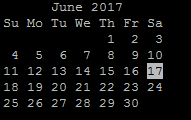 June 2017
Su Mo Tu We Th Fr Sa
1 2 3
4 5 6 7 8 9 10
11 12 13 14 15 16 17
18 19 20 21 22 23 24
25 26 27 28 29 30